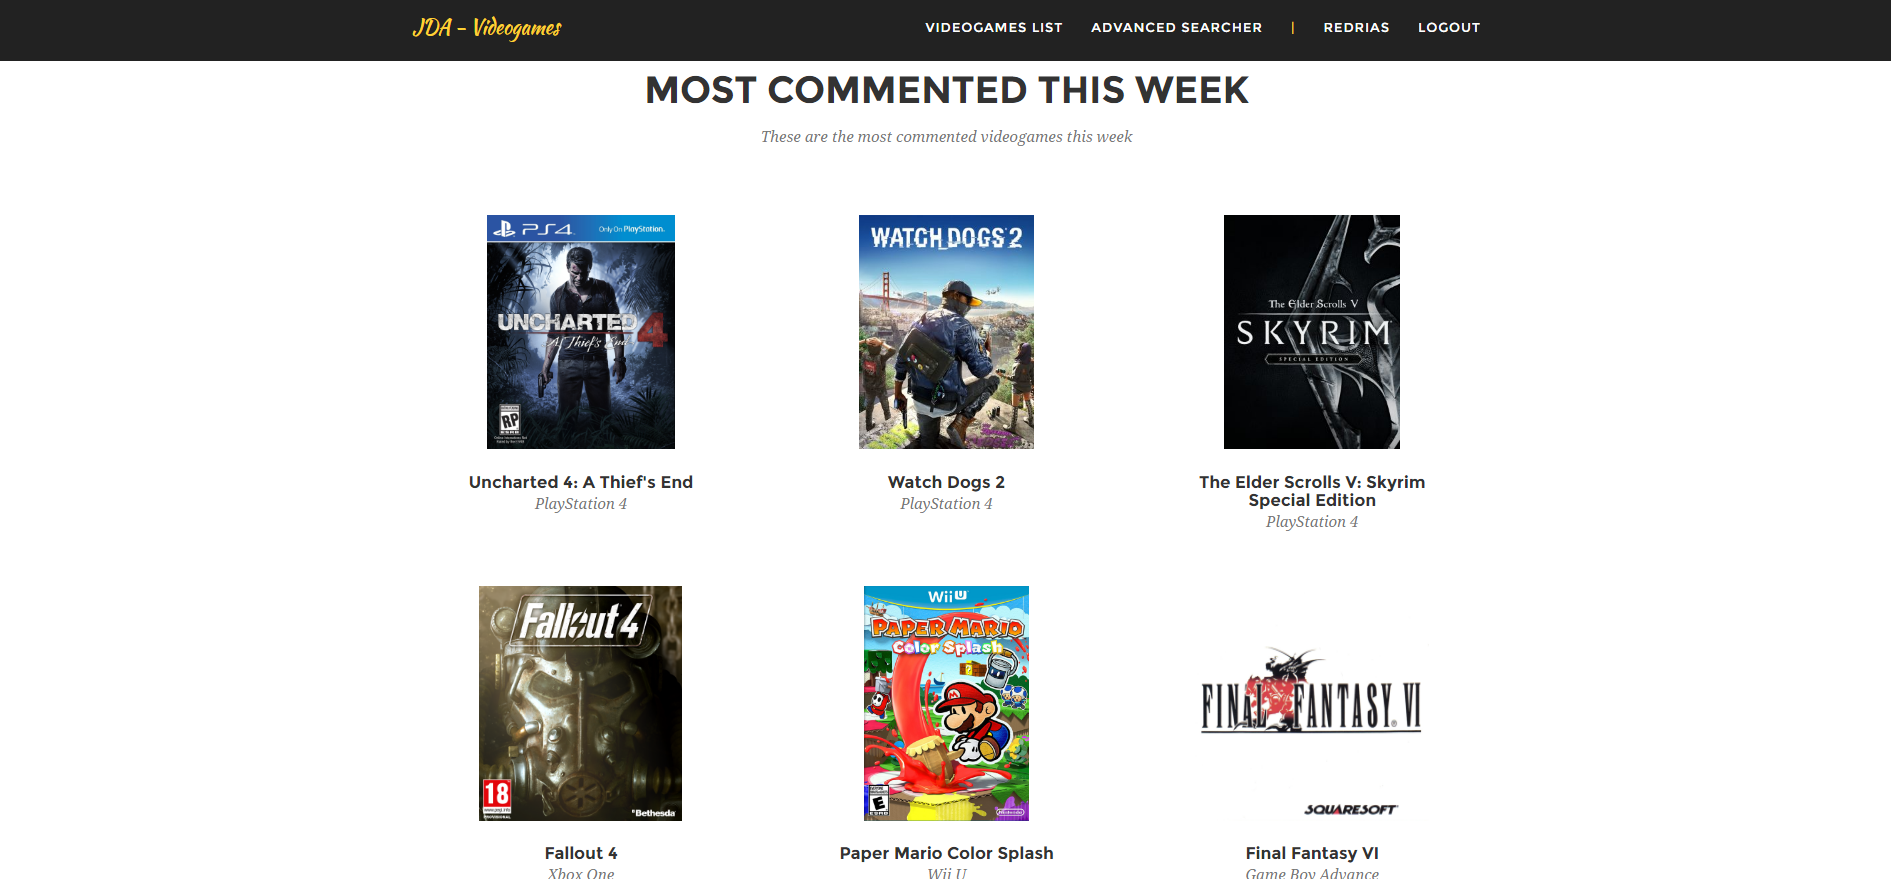 JDA - Videogames
VIDEOGAMES LIST
ADVANCED SEARCHER
|
REDRIAS
LOGOUT
MOST COMMENTED THIS WEEK
These are the most commented videogames this week
PS4
Only On PlayStation.
UNCHARTED 4
A Thief's End
RP
WATCH_DOGS 2
The Elder Scrolls V
SKYRIM
SPECIAL EDITION
Uncharted 4: A Thief's End
PlayStation 4
Watch Dogs 2
PlayStation 4
The Elder Scrolls V: Skyrim
Special Edition
PlayStation 4
Fallout 4
18
PROVISIONAL
Bethesda
Wii U
PAPER MARIO
Color Splash
E
Nintendo
FINAL FANTASY VI
SQUARESOFT
Fallout 4
Xbox One
Paper Mario Color Splash
Wii U
Final Fantasy VI
Game Boy Advance